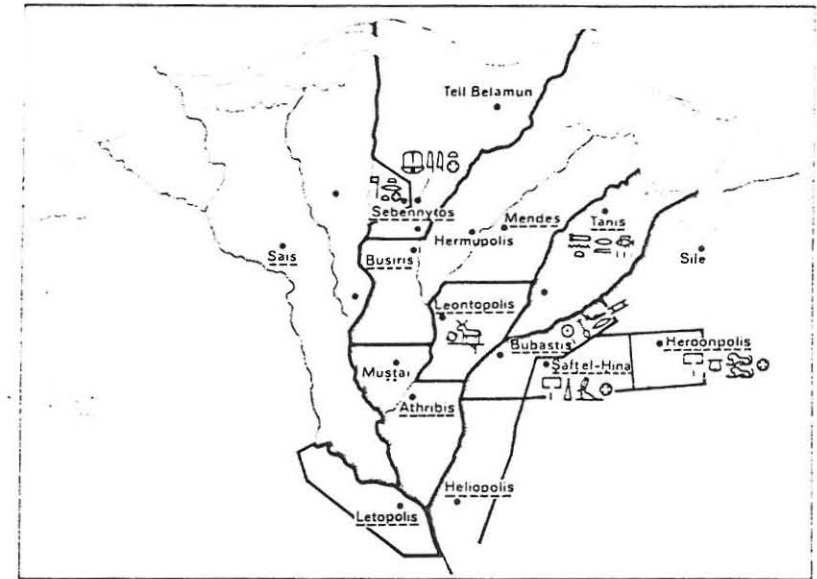 Tell Belamun
Sebennytos
Mendes
Tanis
Hermupolis
Sais
Busiris
Sile
Leontopolis
Bubastis
Heroonpolis
Saft el-Hina
Mustai
Athribis
Heliopolis
Letopolis